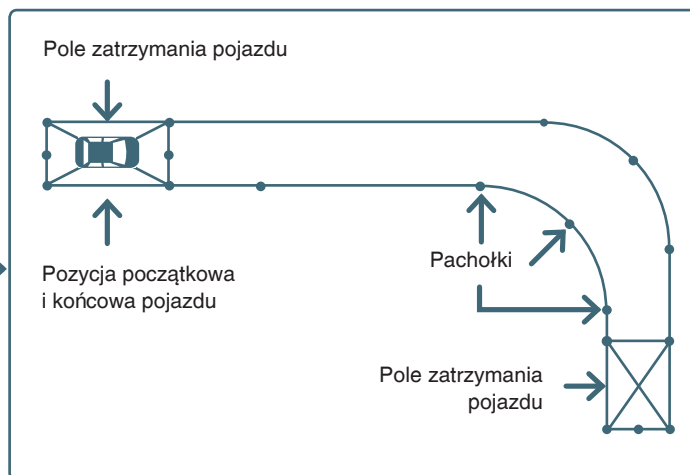 Pole zatrzymania pojazdu
Pozycja początkowa
i końcowa pojazdu
Pachołki
Pole zatrzymania
pojazdu